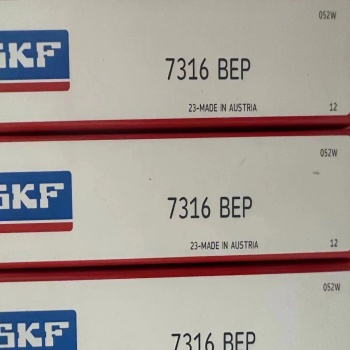 052W
SKF
7316 BEP
23-MADE IN AUSTRIA
12
052W
SKF
7316 BEP
23-MADE IN AUSTRIA
12
052W
SKF
7316 BEP